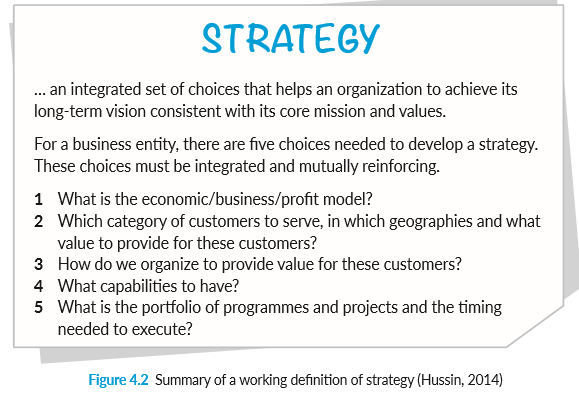 STRATEGY
... an integrated set of choices that helps an organization to achieve its
long-term vision consistent with its core mission and values.
For a business entity, there are five choices needed to develop a strategy.
These choices must be integrated and mutually reinforcing.
1 What is the economic/business/profit model?
2 Which category of customers to serve, in which geographies and what
value to provide for these customers?
3 How do we organize to provide value for these customers?
4 What capabilities to have?
5 What is the portfolio of programmes and projects and the timing
needed to execute?
Figure 4.2 Summary of a working definition of strategy (Hussin, 2014)